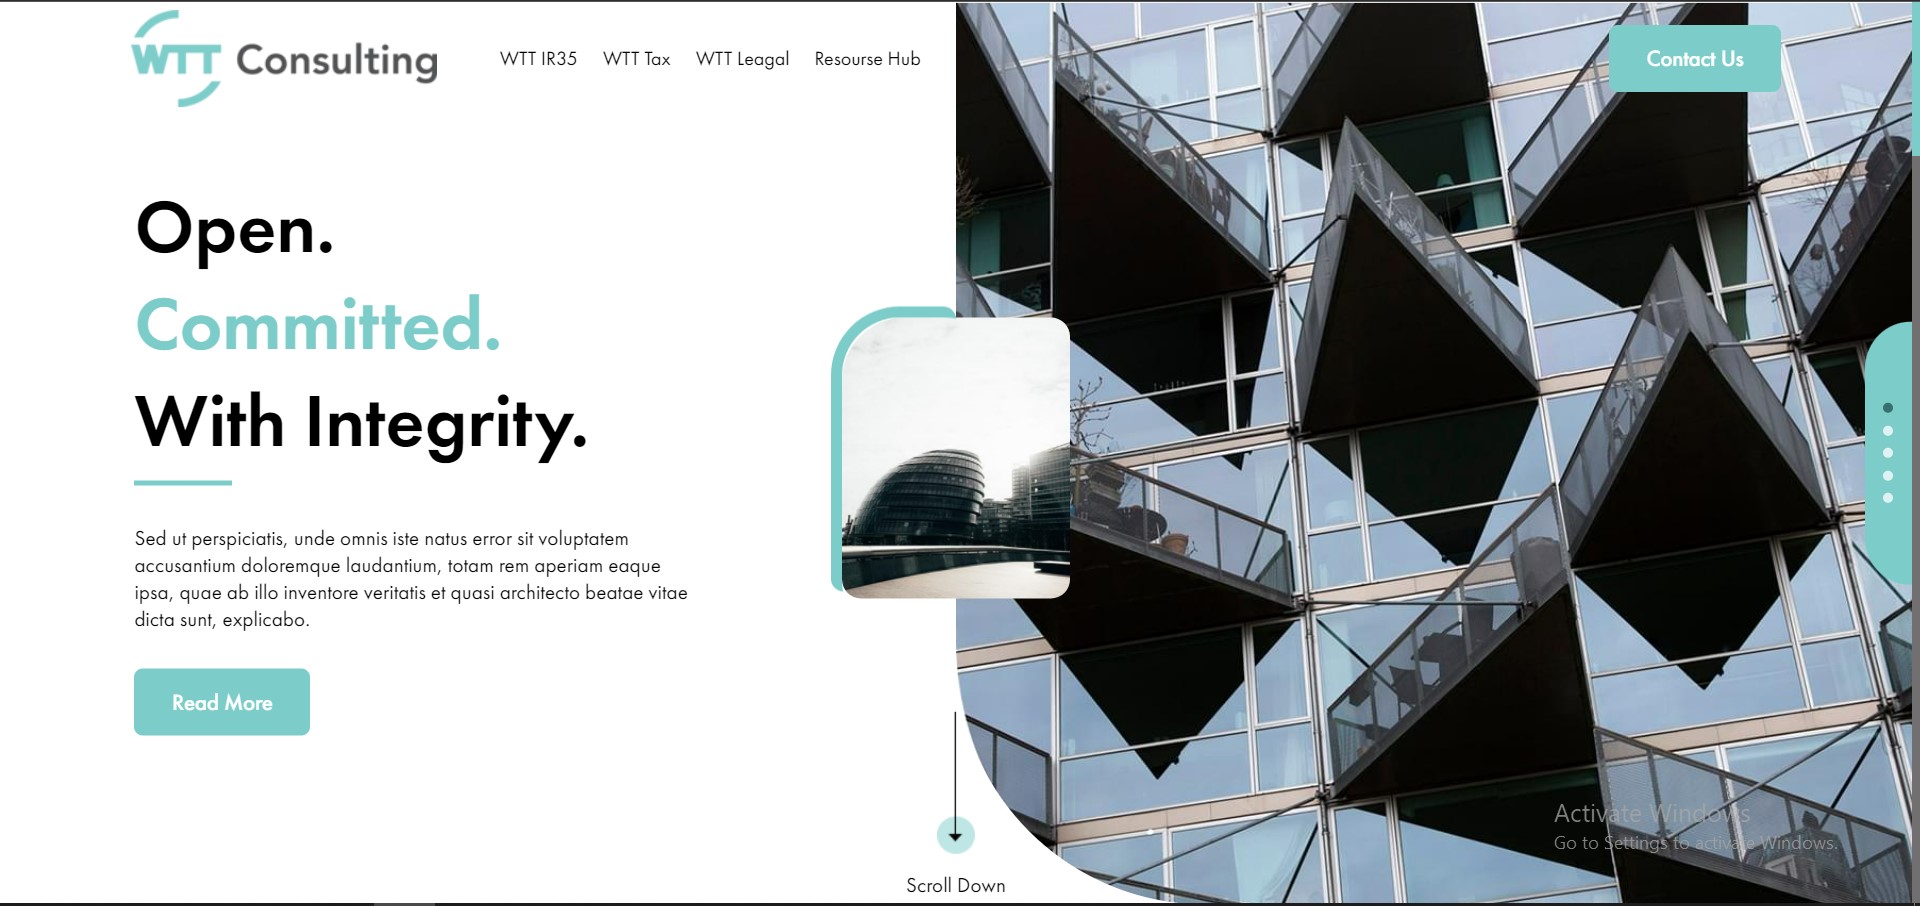 WTT Consulting
WTT IR35 WTT Tax WTT Leagal Resourse Hub
Contact Us
Open.
Committed.
With Integrity.
Sed ut perspiciatis, unde omnis iste natus error sit voluptatem
accusantium doloremque laudantium, totam rem aperiam eaque
ipsa, quae ab illo inventore veritatis et quasi architecto beatae vitae
dicta sunt, explicabo.
Read More
Scroll Down
Activate Windows
Go to Settings to activate Windows.